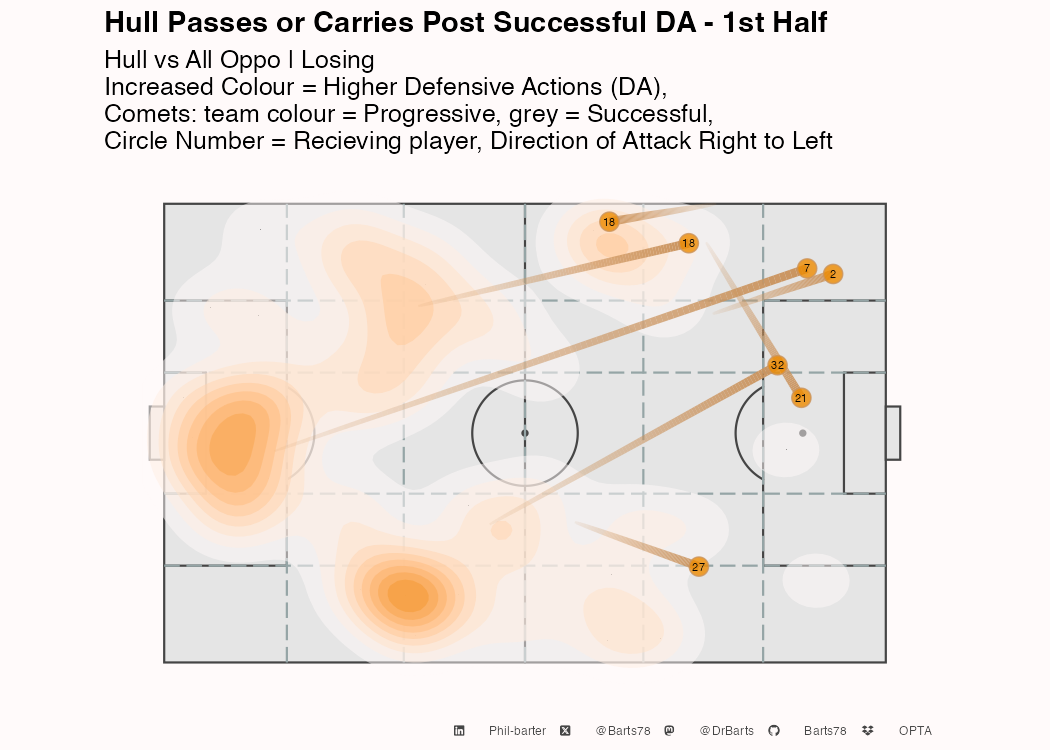 Hull Passes or Carries Post Successful DA - 1st Half
Hull vs All Oppo | Losing
Increased Colour = Higher Defensive Actions (DA),
Comets: team colour = Progressive, grey = Successful,
Circle Number = Recieving player, Direction of Attack Right to Left
18
18
7
2
32
21
27
Phil-barter @Barts78 @DrBarts Barts78 OPTA